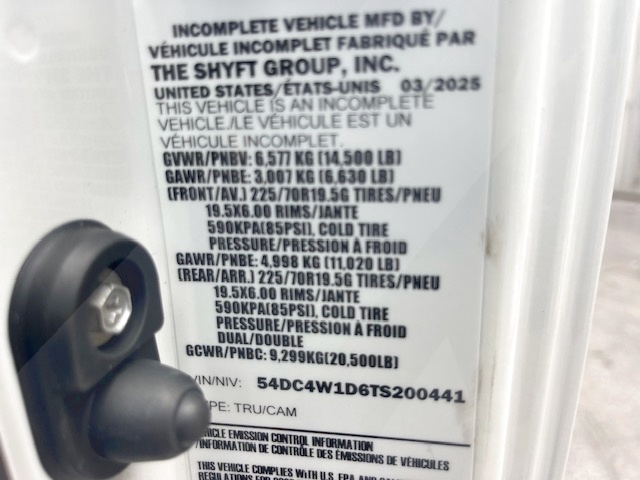 INCOMPLETE VEHICLE MFD BY/
VÉHICULE INCOMPLET FABRIQUÉ PAR
THE SHYFT GROUP, INC.
UNITED STATES/ÉTATS-UNIS 03/2025
THIS VEHICLE IS AN INCOMPLETE
VEHICLE./LE VÉHICULE EST UN
VÉHICULE INCOMPLET.
GVWR/PNBV: 6,577 KG (14,500 LB)
GAWR/PNBE: 3,007 KG (6,630 LB)
(FRONT/AV.) 225/70R19.5G TIRES/PNEU
19.5X6.00 RIMS/JANTE
590KPA(85PSI), COLD TIRE
PRESSURE/PRESSION À FROID
GAWR/PNBE: 4,998 KG (11,020 LB)
(REAR/ARR.) 225/70R19.5G TIRES/PNEU
19.5X6.00 RIMS/JANTE
590KPA(85PSI), COLD TIRE
PRESSURE/PRESSION À FROID
DUAL/DOUBLE
GCWR/PNBC: 9,299KG(20,500LB)
/IN/NIV: 54DC4W1D6TS200441
YPE: TRU/CAM
ICLE EMISSION CONTROL INFORMATION
/INFORMATION DE CONTRÔLE DES ÉMISSIONS DE VÉHICULES
THIS VEHICLE COMPLIES WITH U.S. EPA AND
REGULATIONS FOR